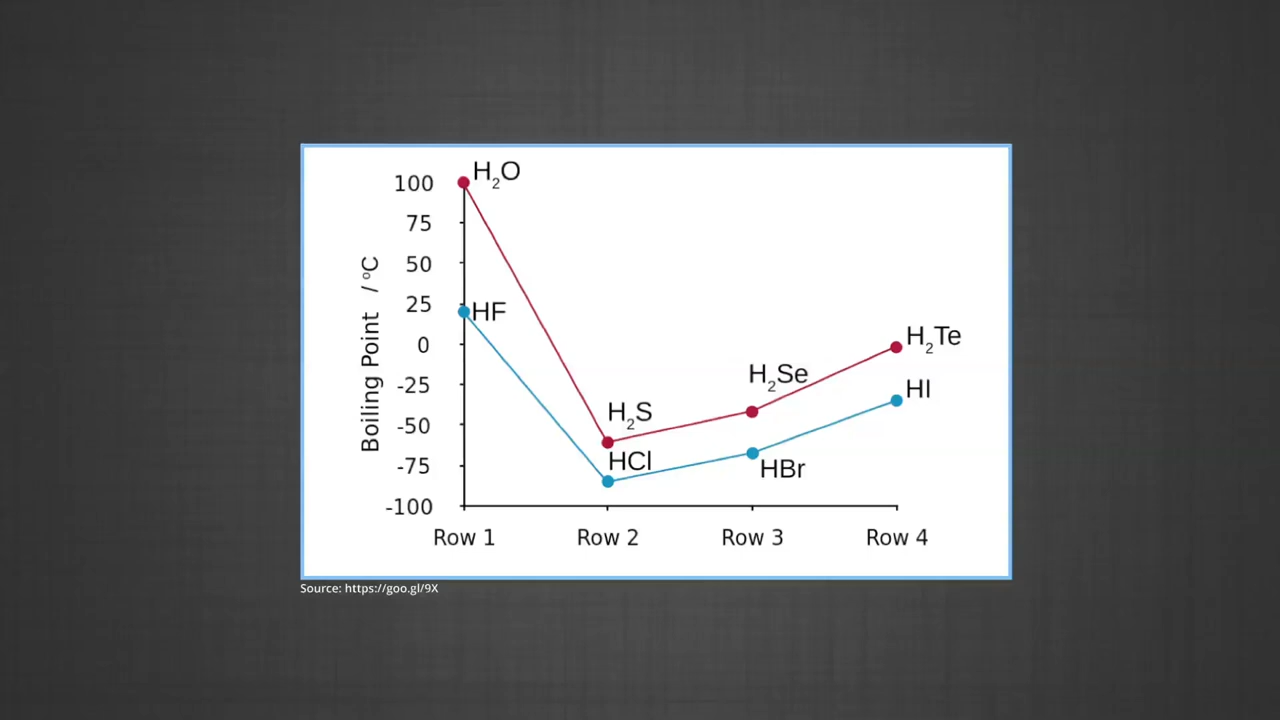 H₂O
100
75
50
25
HF
0
H₂Te
-25
H₂Se
HI
-50
H₂S
-75
HCl
HBr
-100
Boiling Point / ºC
Row 1 Row 2 Row 3 Row 4
Source: https://goo.gl/9X